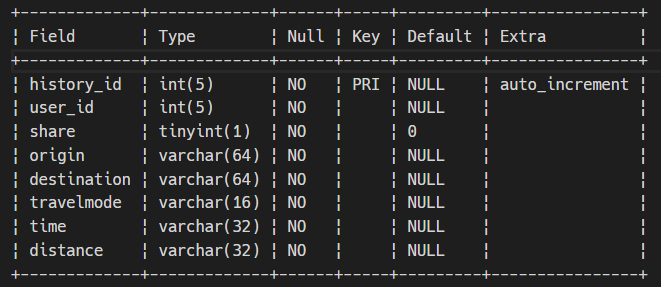 +-------------+-------------+------+-----+---------+----------------+
¦ Field       ¦ Type        ¦ Null ¦ Key ¦ Default ¦ Extra          ¦
+-------------+-------------+------+-----+---------+----------------+
¦ history_id  ¦ int(5)      ¦ NO   ¦ PRI ¦ NULL    ¦ auto_increment ¦
¦ user_id     ¦ int(5)      ¦ NO   ¦     ¦ NULL    ¦                ¦
¦ share       ¦ tinyint(1)  ¦ NO   ¦     ¦ 0       ¦                ¦
¦ origin      ¦ varchar(64) ¦ NO   ¦     ¦ NULL    ¦                ¦
¦ destination ¦ varchar(64) ¦ NO   ¦     ¦ NULL    ¦                ¦
¦ travelmode  ¦ varchar(16) ¦ NO   ¦     ¦ NULL    ¦                ¦
¦ time        ¦ varchar(32) ¦ NO   ¦     ¦ NULL    ¦                ¦
¦ distance    ¦ varchar(32) ¦ NO   ¦     ¦ NULL    ¦                ¦
+-------------+-------------+------+-----+---------+----------------+